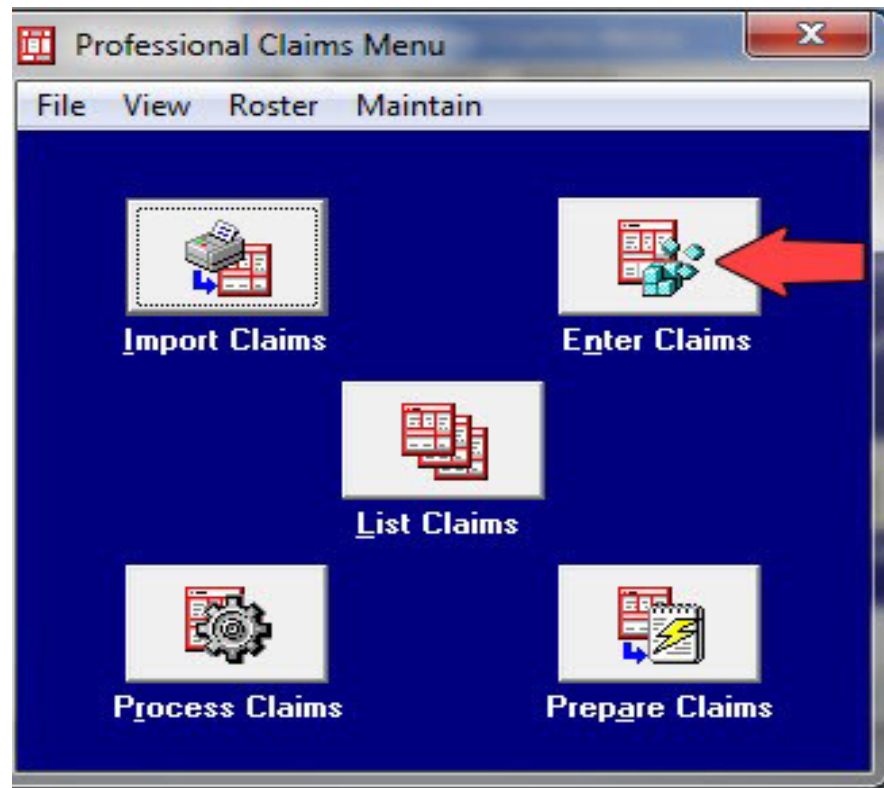 Professional Claims Menu
File View Roster Maintain
Import Claims
Enter Claims
List Claims
Process Claims
Prepare Claims